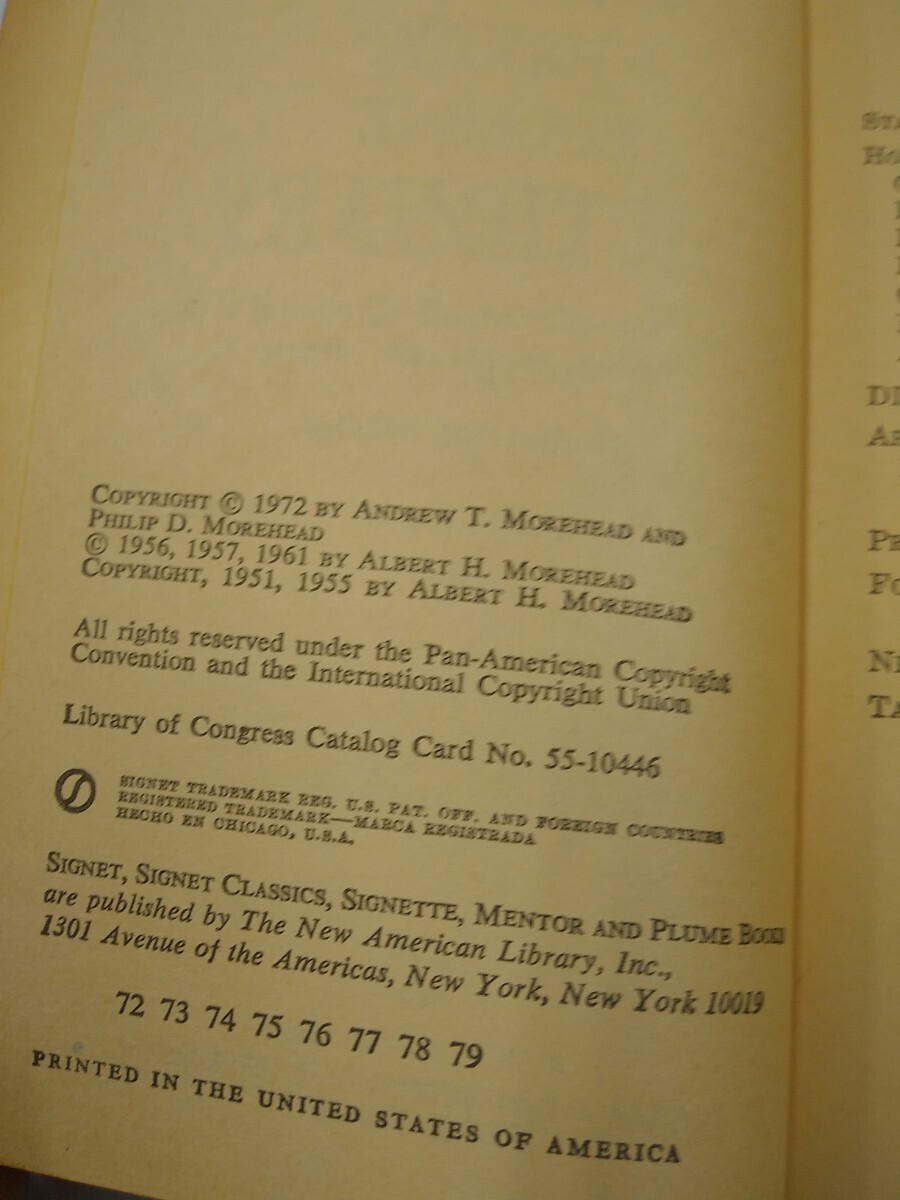 COPYRIGHT © 1972 BY ANDREW T. MOREHEAD AND
PHILIP D. MOREHEAD
© 1956, 1957, 1961 BY ALBERT H. MOREHEAD
COPYRIGHT, 1951, 1955 BY ALBERT H. MOREHEAD
All rights reserved under the Pan-American Copyright
Convention and the International Copyright Union
Library of Congress Catalog Card No. 55-10446
SIGNET TRADEMARK REG. U.S. PAT. OFF. AND FOREIGN COUNTRIES
REGISTERED TRADEMARK—MARCA REGISTRADA
HECHO EN CHICAGO, U.S.A.
SIGNET, SIGNET CLASSICS, SIGNETTE, MENTOR AND PLUME BOOKS
are published by The New American Library, Inc.,
1301 Avenue of the Americas, New York, New York 10019
72 73 74 75 76 77 78 79
PRINTED IN THE UNITED STATES OF AMERICA